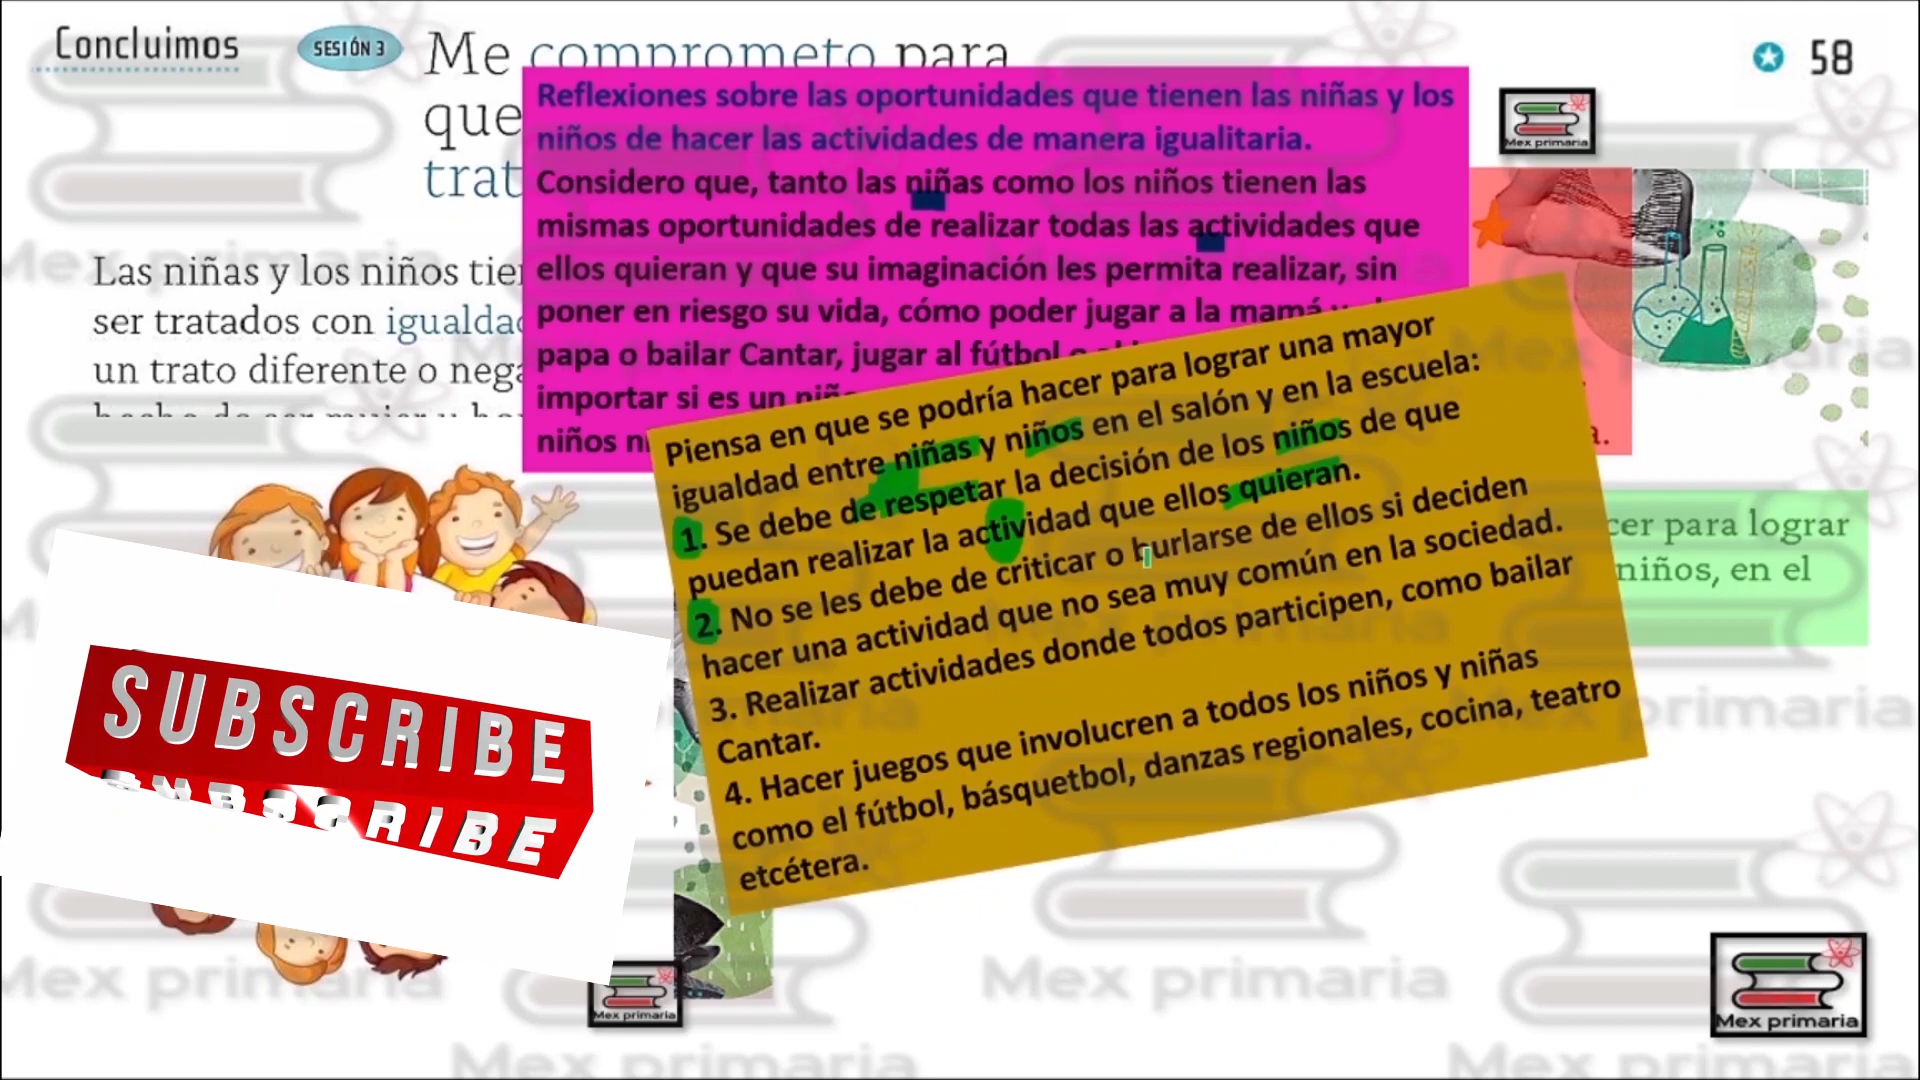 Concluimos
SESIÓN 3
Me comprometo para
que
trat
58
Reflexiones sobre las oportunidades que tienen las niñas y los
niños de hacer las actividades de manera igualitaria.
Considero que, tanto las niñas como los niños tienen las
mismas oportunidades de realizar todas las actividades que
ellos quieran y que su imaginación les permita realizar, sin
poner en riesgo su vida, cómo poder jugar a la mamá y
papa o bailar Cantar, jugar al fútbol
importar si es un niñ
niños
Mex primaria
Las niñas y los niños
ser tratados con igualdad
un trato diferente o nega
a.
Piensa en que se podría hacer para lograr una mayor
igualdad entre niñas y niños en el salón y en la escuela:
1. Se debe de respetar la decisión de los niños de que
puedan realizar la actividad que ellos quieran.
2. No se les debe de criticar o burlarse de ellos si deciden
hacer una actividad que no sea muy común en la sociedad.
3. Realizar actividades donde todos participen, como bailar
Cantar.
4. Hacer juegos que involucren a todos los niños y niñas
como el fútbol, básquetbol, danzas regionales, cocina, teatro
etcétera.
cer para lograr
niños, en el
SUBSCRIBE
SUBSCRIBE
Mex primaria
Mex primaria
Mex primaria
Mex primaria